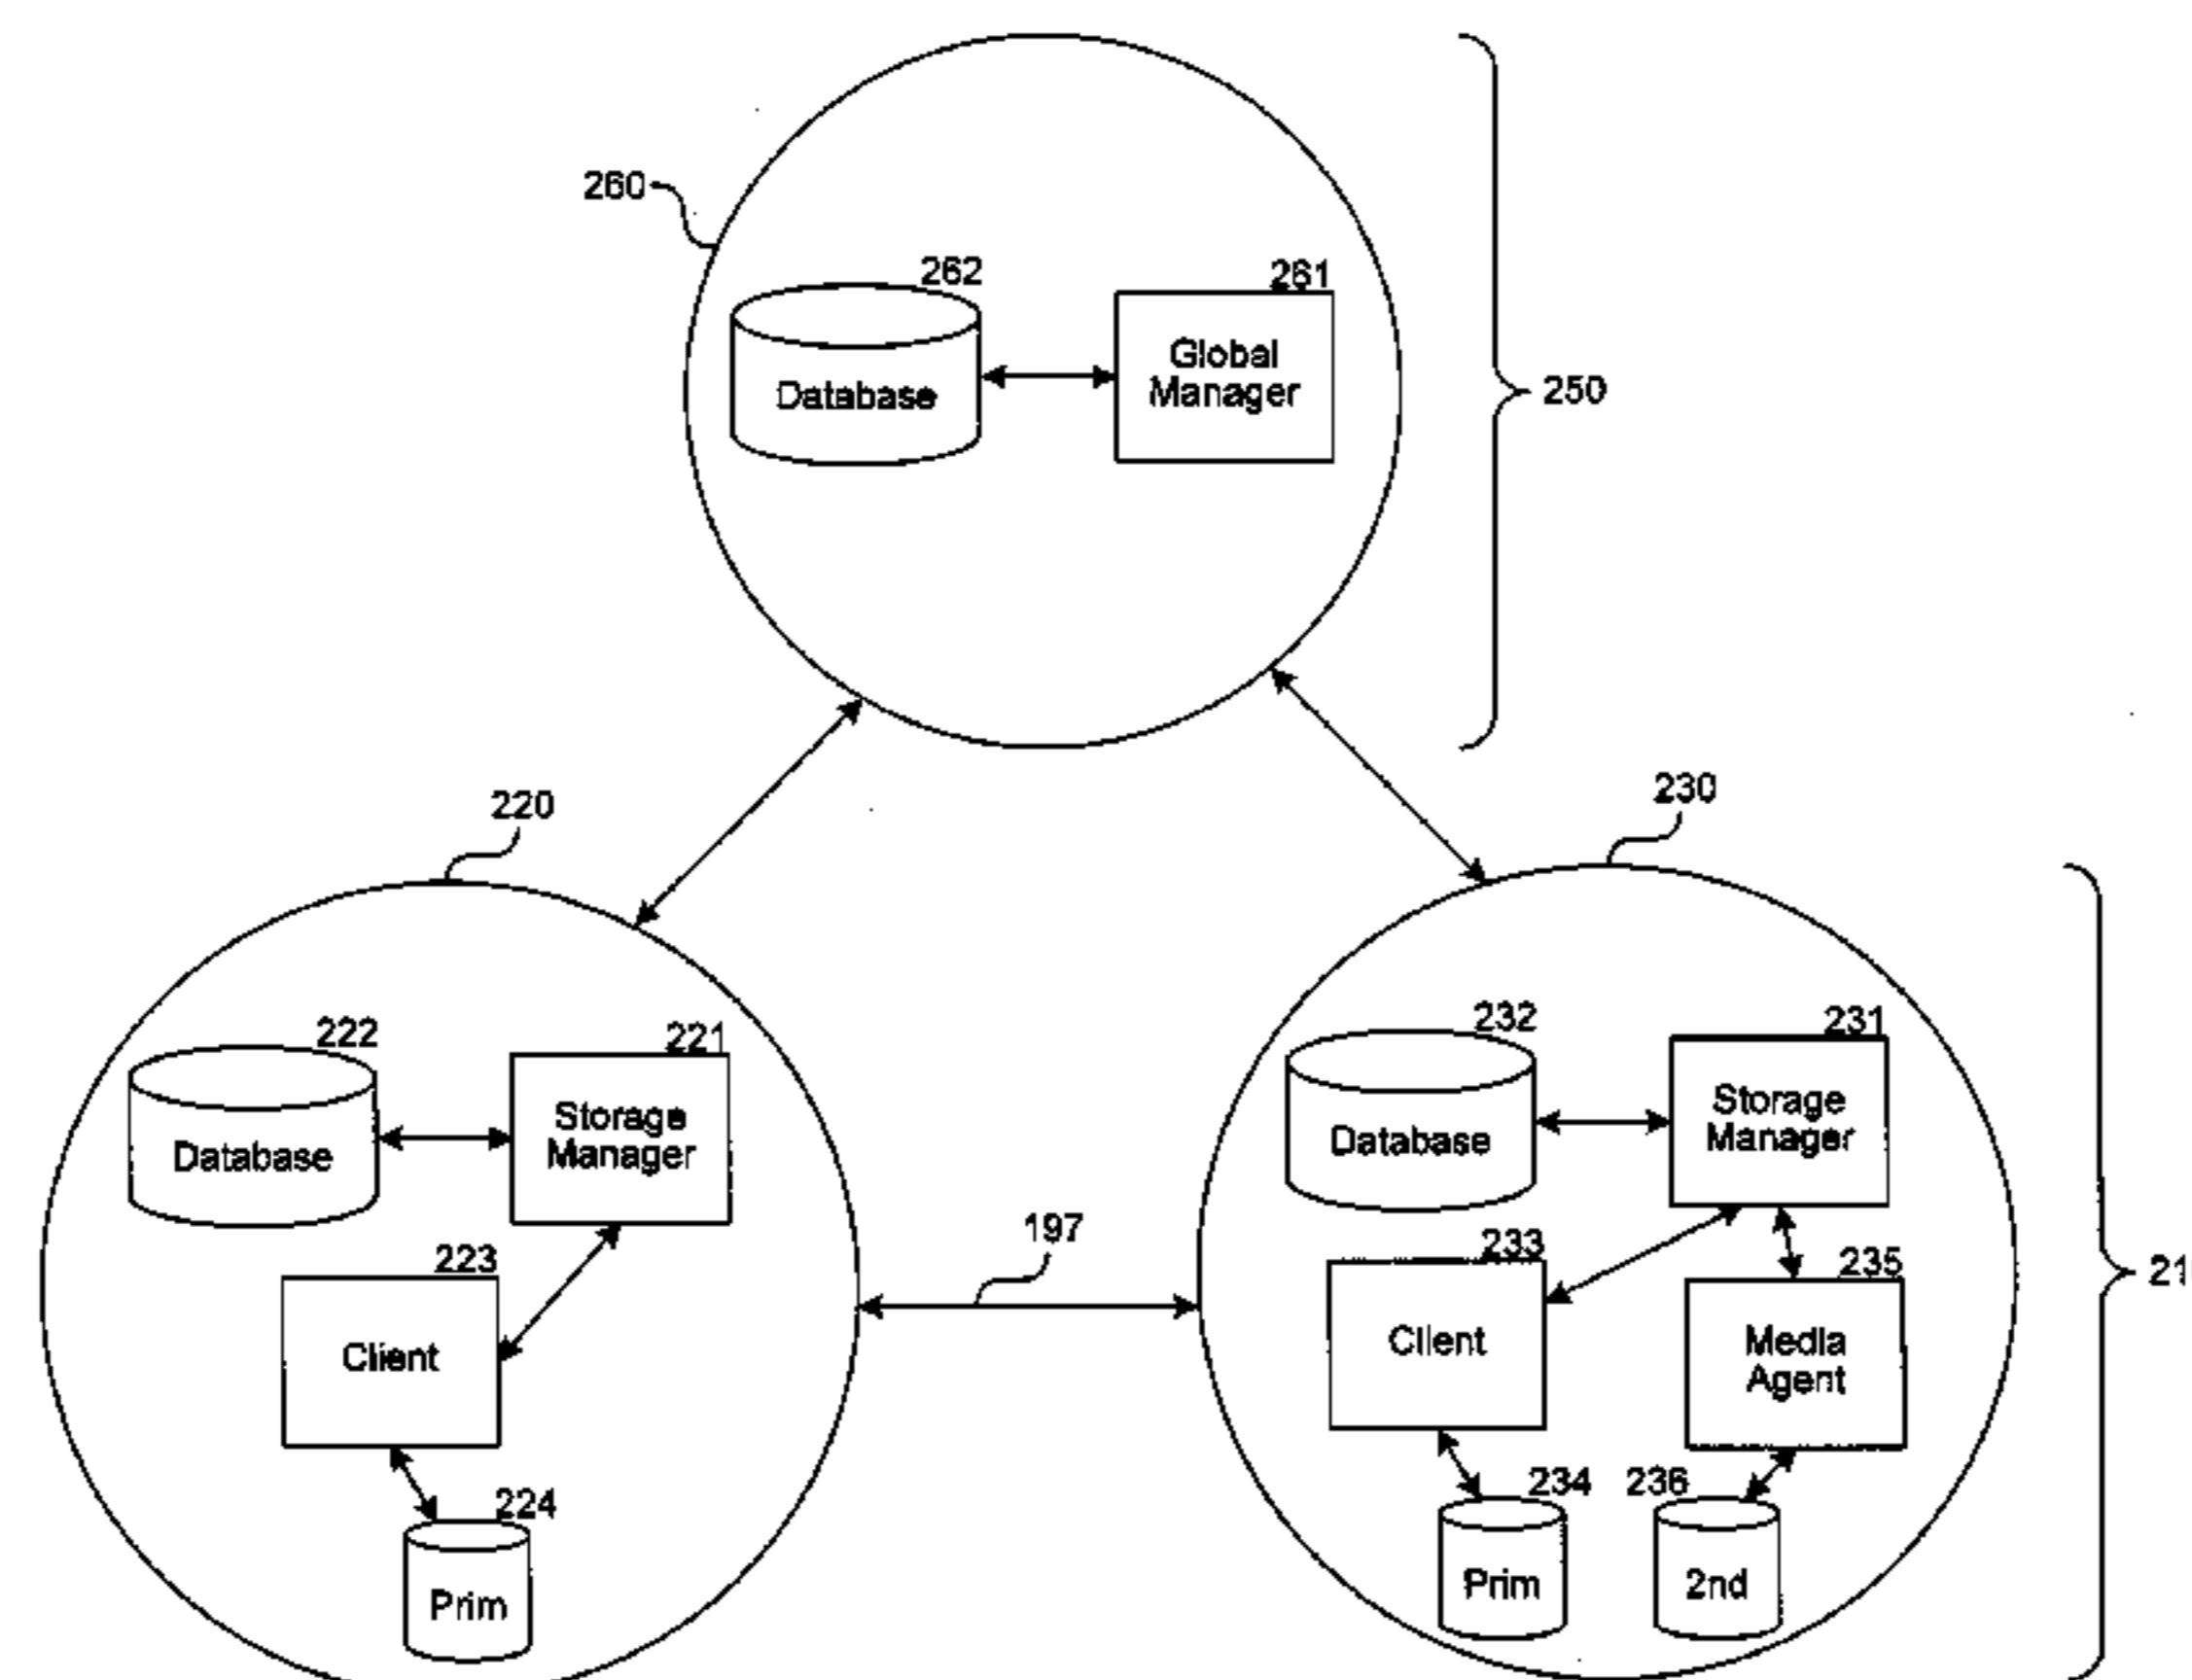 260
262
261
Database
Global
Manager
250
220
230
222
221
Database
Storage
Manager
223
Client
224
Prim
197
232
231
Database
Storage
Manager
233
235
Client
Media
Agent
234
236
Prim
2nd
21